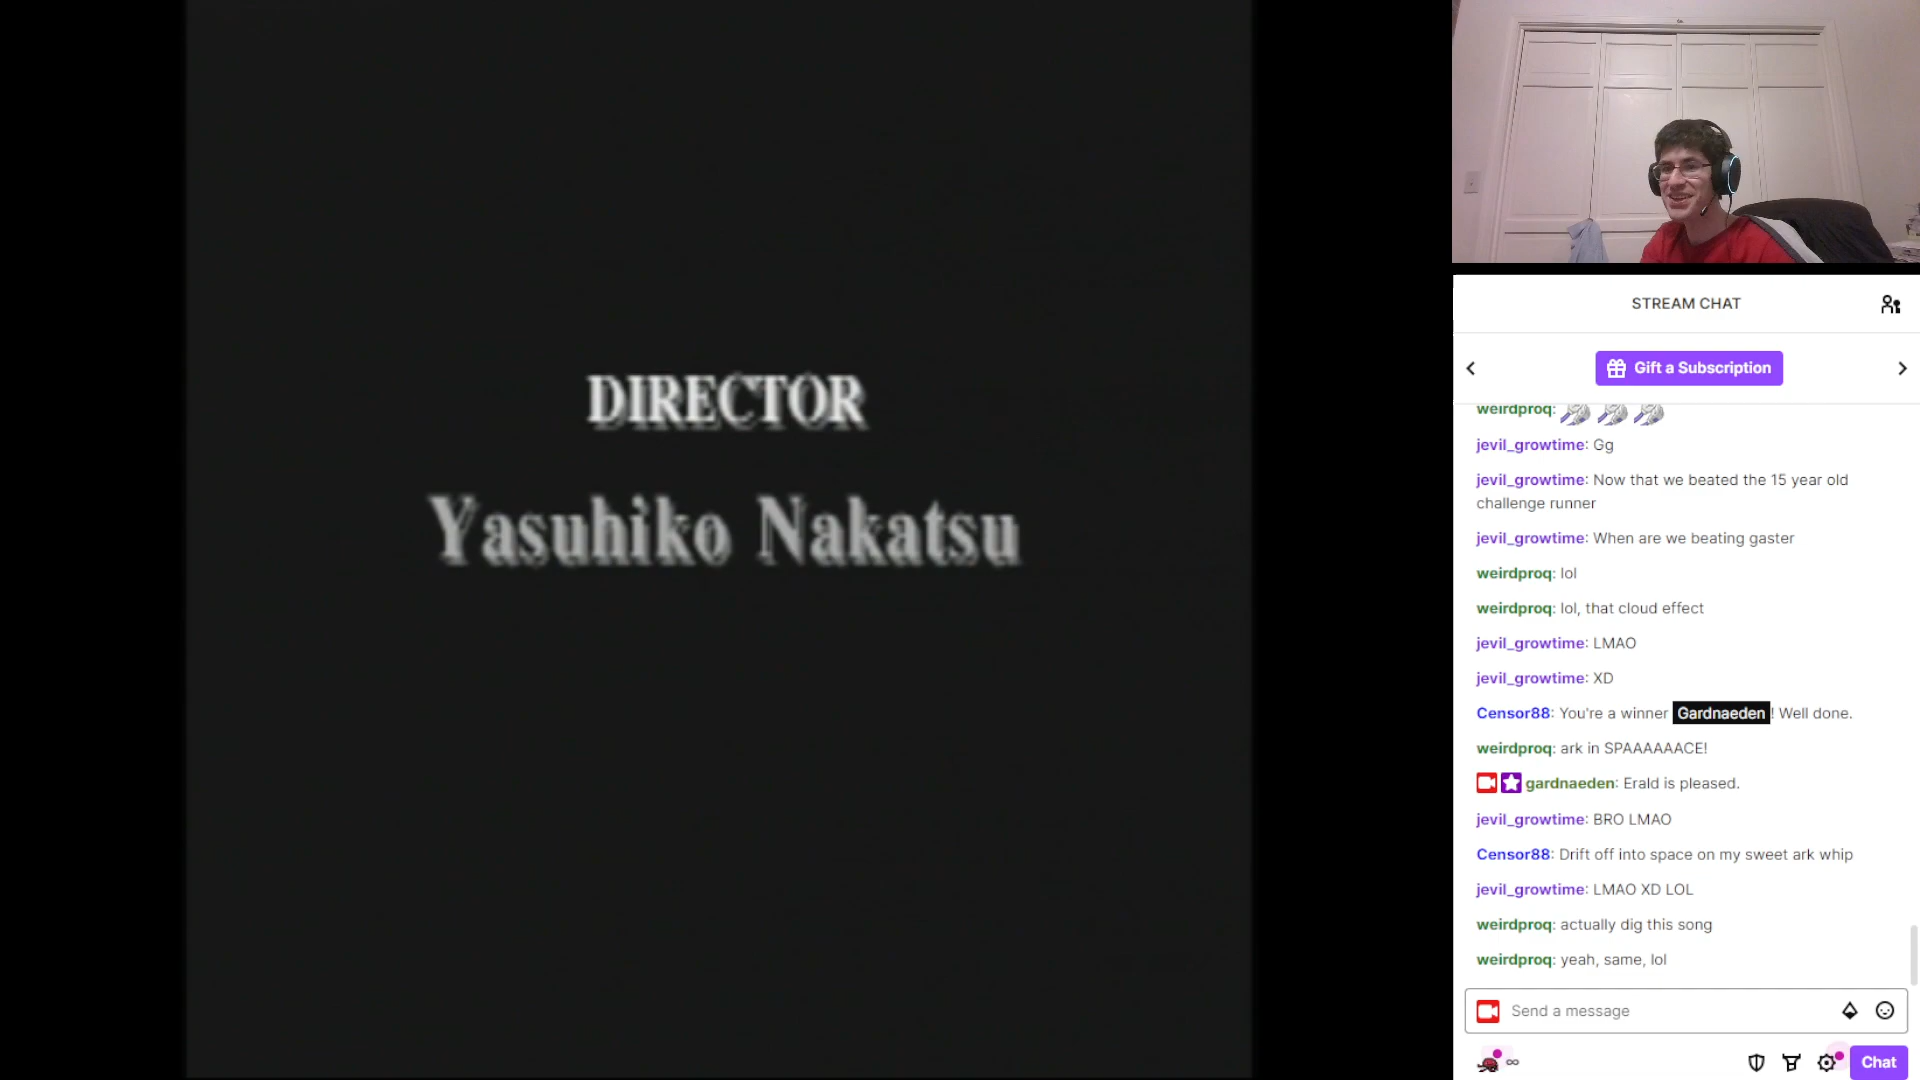 DIRECTOR
Yasuhiko Nakatsu
STREAM CHAT
Gift a Subscription
weirdproq:
jevil_growtime: Gg
jevil_growtime: Now that we beated the 15 year old
challenge runner
jevil_growtime: When are we beating gaster
weirdproq: lol
weirdproq: lol, that cloud effect
jevil_growtime: LMAO
jevil_growtime: XD
Censor88: You're a winner Gardnaeden! Well done.
weirdproq: ark in SPAAAAAACE!
gardnaeden: Erald is pleased.
jevil_growtime: BRO LMAO
Censor88: Drift off into space on my sweet ark whip
jevil_growtime: LMAO XD LOL
weirdproq: actually dig this song
weirdproq: yeah, same, lol
Send a message
∞
Chat